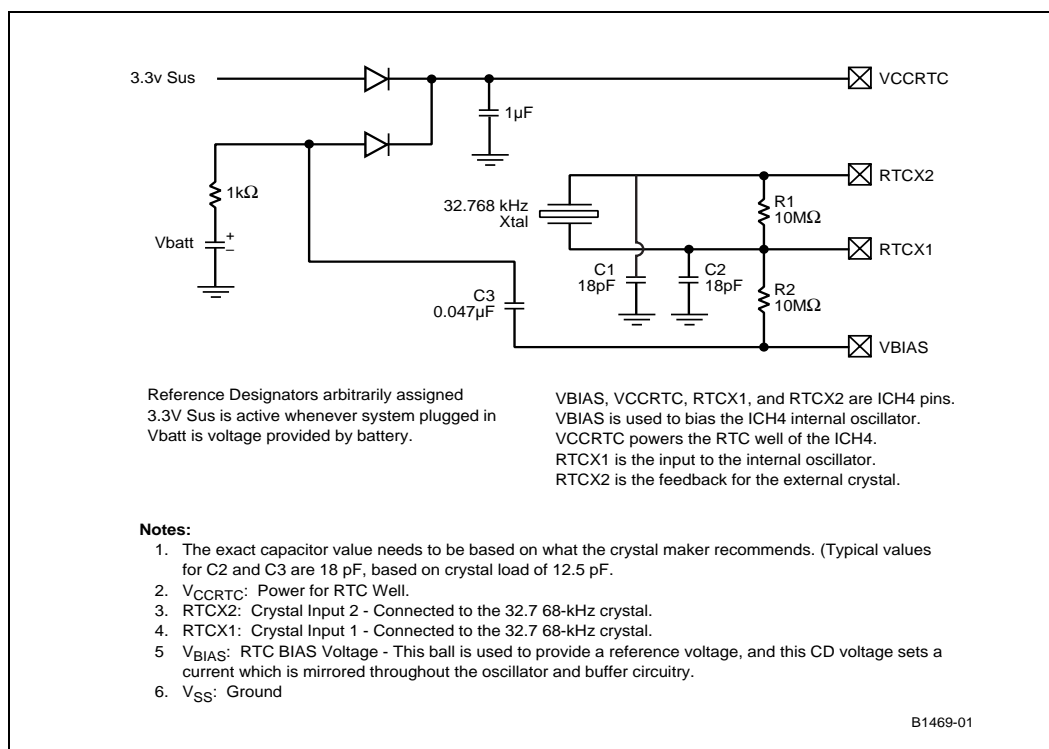 3.3v Sus
VCCRTC
1µF
1kΩ
Vbatt
+
–
32.768 kHz
Xtal
RTCX2
R1
10MΩ
RTCX1
C1
18pF
C2
18pF
R2
10MΩ
C3
0.047µF
VBIAS
Reference Designators arbitrarily assigned
3.3V Sus is active whenever system plugged in
Vbatt is voltage provided by battery.
VBIAS, VCCRTC, RTCX1, and RTCX2 are ICH4 pins.
VBIAS is used to bias the ICH4 internal oscillator.
VCCRTC powers the RTC well of the ICH4.
RTCX1 is the input to the internal oscillator.
RTCX2 is the feedback for the external crystal.
Notes:
1. The exact capacitor value needs to be based on what the crystal maker recommends. (Typical values
for C2 and C3 are 18 pF, based on crystal load of 12.5 pF.
2. VCCRTC: Power for RTC Well.
3. RTCX2: Crystal Input 2 - Connected to the 32.7 68-kHz crystal.
4. RTCX1: Crystal Input 1 - Connected to the 32.7 68-kHz crystal.
5 VBIAS: RTC BIAS Voltage - This ball is used to provide a reference voltage, and this CD voltage sets a
current which is mirrored throughout the oscillator and buffer circuitry.
6. VSS: Ground
B1469-01